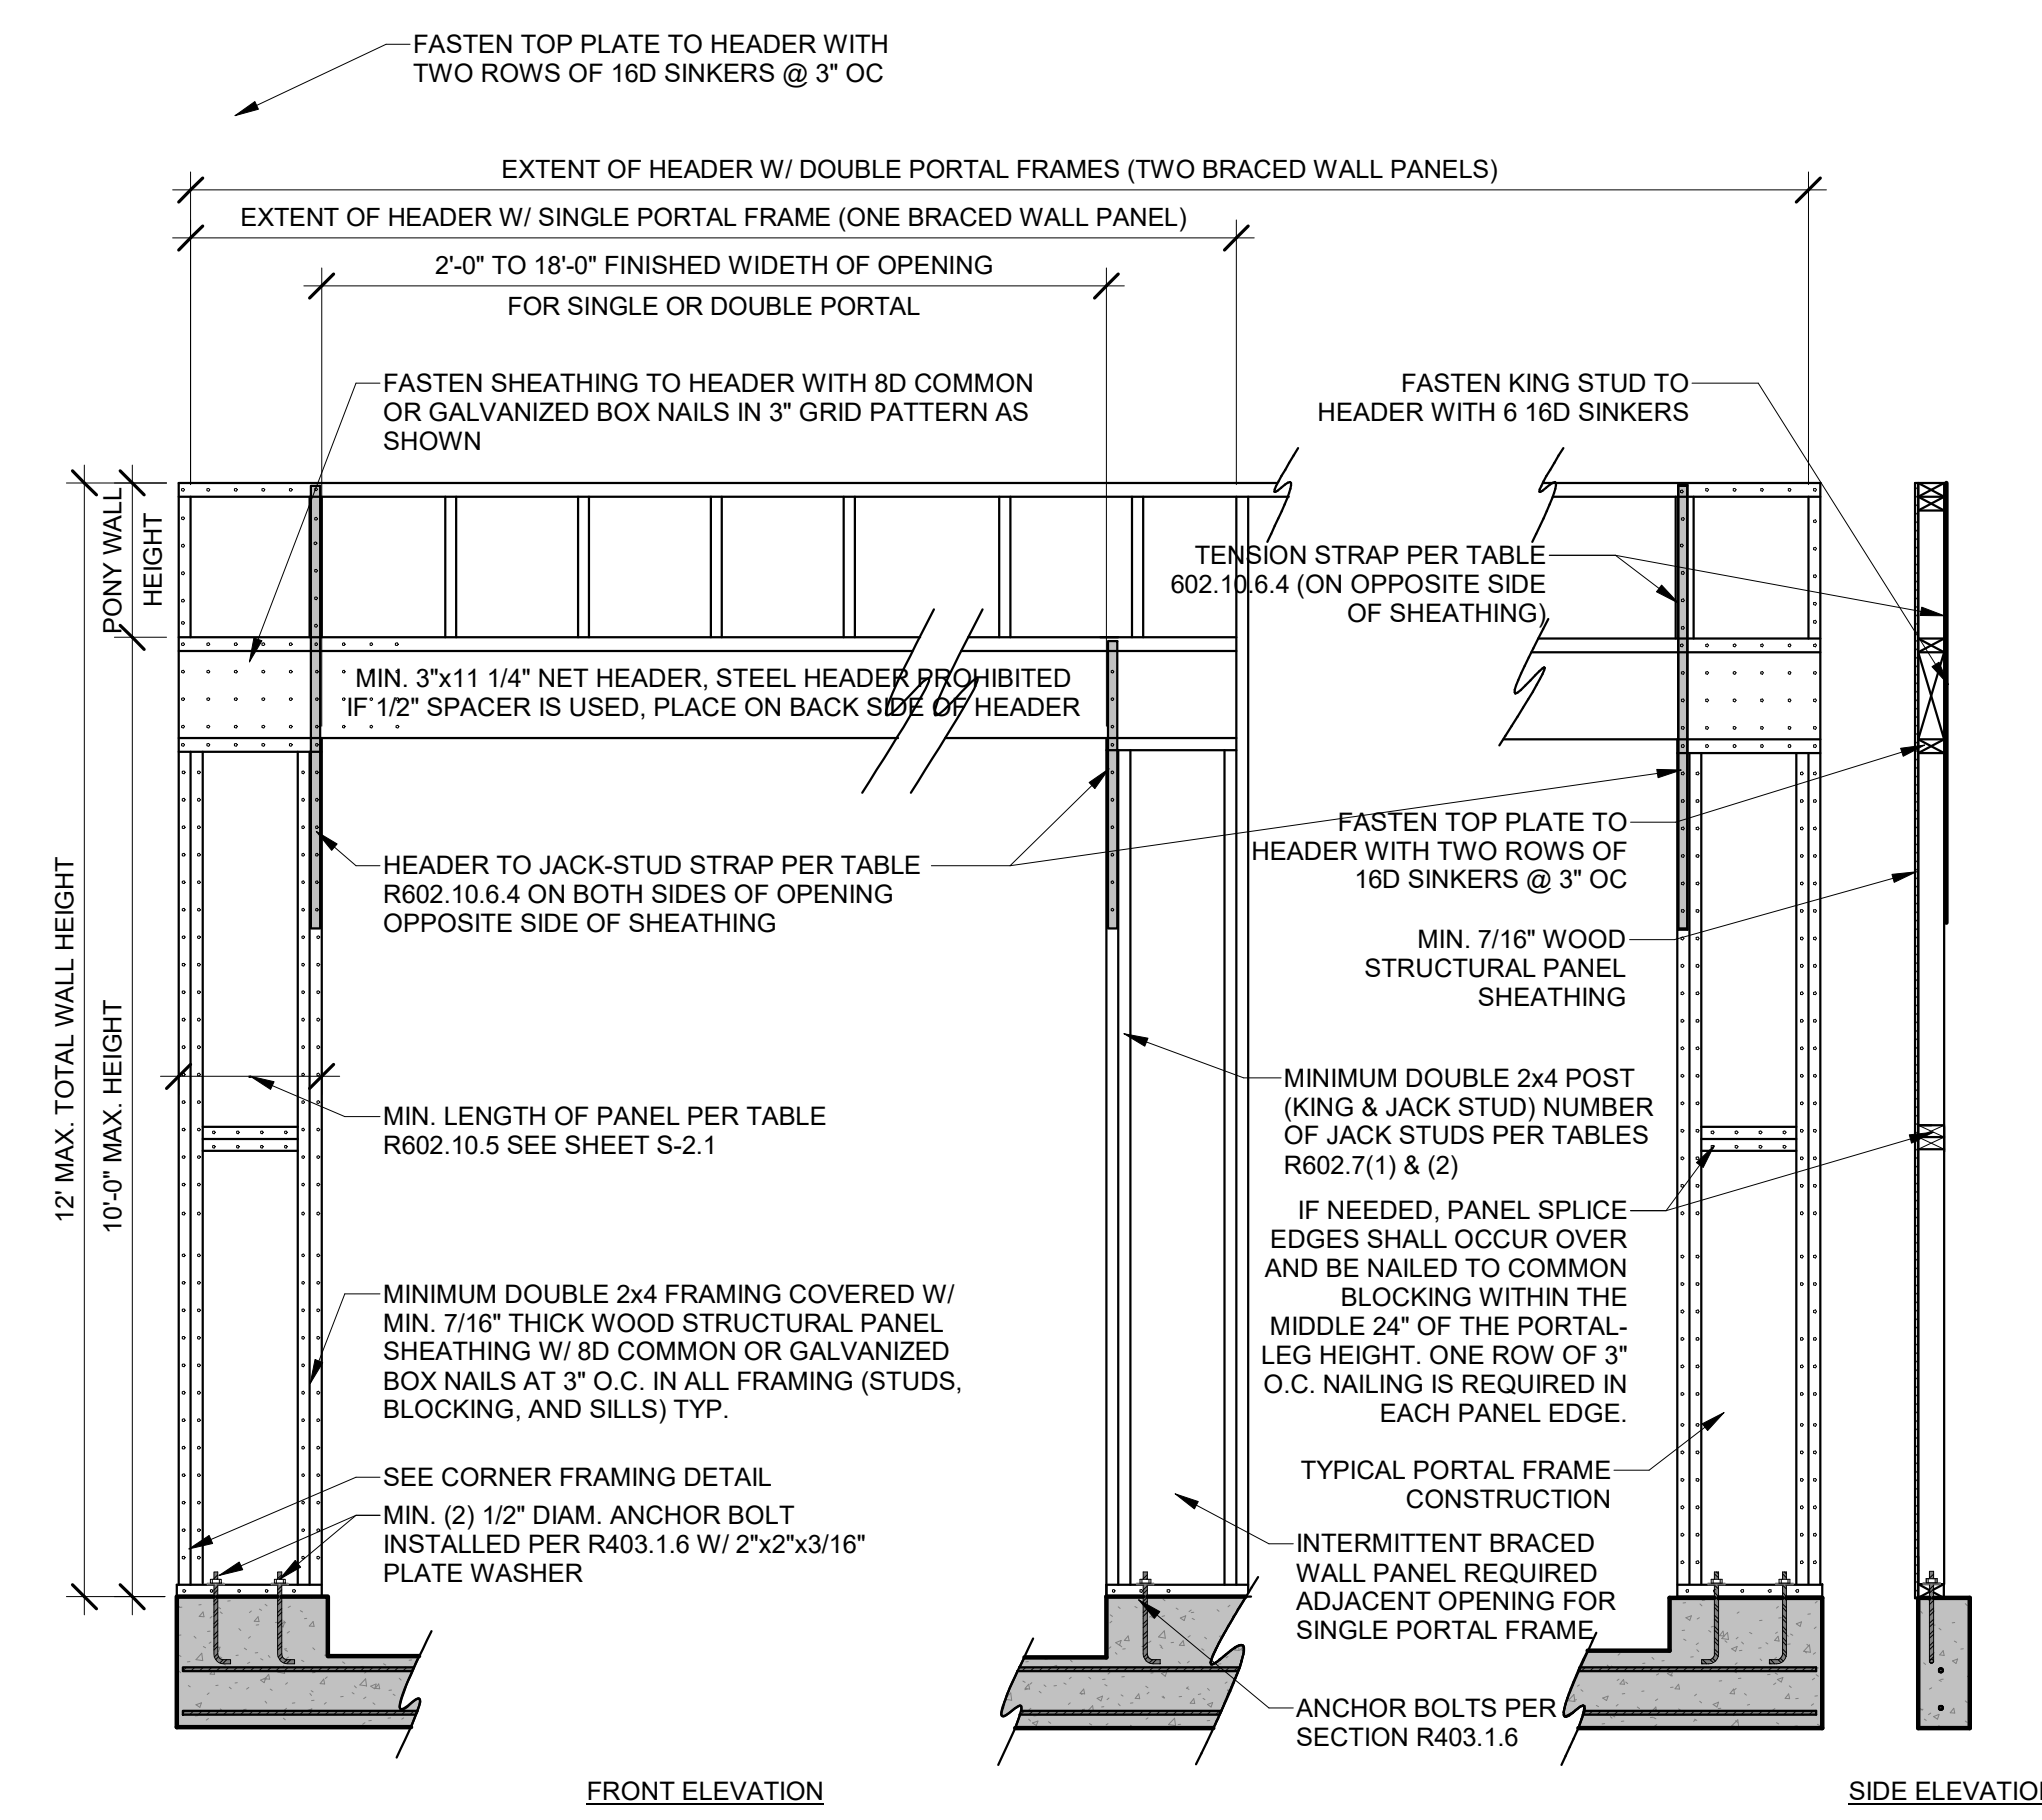 FASTEN TOP PLATE TO HEADER WITH
TWO ROWS OF 16D SINKERS @ 3" OC
EXTENT OF HEADER W/ DOUBLE PORTAL FRAMES (TWO BRACED WALL PANELS)
EXTENT OF HEADER W/ SINGLE PORTAL FRAME (ONE BRACED WALL PANEL)
2'-0" TO 18'-0" FINISHED WIDETH OF OPENING
FOR SINGLE OR DOUBLE PORTAL
FASTEN SHEATHING TO HEADER WITH 8D COMMON
OR GALVANIZED BOX NAILS IN 3" GRID PATTERN AS
SHOWN
FASTEN KING STUD TO
HEADER WITH 6 16D SINKERS
PONY WALL
HEIGHT
TENSION STRAP PER TABLE
602.10.6.4 (ON OPPOSITE SIDE
OF SHEATHING)
MIN. 3"x11 1/4" NET HEADER, STEEL HEADER PROHIBITED
IF 1/2" SPACER IS USED, PLACE ON BACK SIDE OF HEADER
12' MAX. TOTAL WALL HEIGHT
10'-0" MAX. HEIGHT
HEADER TO JACK-STUD STRAP PER TABLE
R602.10.6.4 ON BOTH SIDES OF OPENING
OPPOSITE SIDE OF SHEATHING
FASTEN TOP PLATE TO
HEADER WITH TWO ROWS OF
16D SINKERS @ 3" OC
MIN. 7/16" WOOD
STRUCTURAL PANEL
SHEATHING
MIN. LENGTH OF PANEL PER TABLE
R602.10.5 SEE SHEET S-2.1
MINIMUM DOUBLE 2x4 POST
(KING & JACK STUD) NUMBER
OF JACK STUDS PER TABLES
R602.7(1) & (2)
IF NEEDED, PANEL SPLICE
EDGES SHALL OCCUR OVER
AND BE NAILED TO COMMON
BLOCKING WITHIN THE
MIDDLE 24" OF THE PORTAL-
LEG HEIGHT. ONE ROW OF 3"
O.C. NAILING IS REQUIRED IN
EACH PANEL EDGE.
MINIMUM DOUBLE 2x4 FRAMING COVERED W/
MIN. 7/16" THICK WOOD STRUCTURAL PANEL
SHEATHING W/ 8D COMMON OR GALVANIZED
BOX NAILS AT 3" O.C. IN ALL FRAMING (STUDS,
BLOCKING, AND SILLS) TYP.
SEE CORNER FRAMING DETAIL
MIN. (2) 1/2" DIAM. ANCHOR BOLT
INSTALLED PER R403.1.6 W/ 2"x2"x3/16"
PLATE WASHER
TYPICAL PORTAL FRAME
CONSTRUCTION
INTERMITTENT BRACED
WALL PANEL REQUIRED
ADJACENT OPENING FOR
SINGLE PORTAL FRAME
ANCHOR BOLTS PER
SECTION R403.1.6
FRONT ELEVATION
SIDE ELEVATION